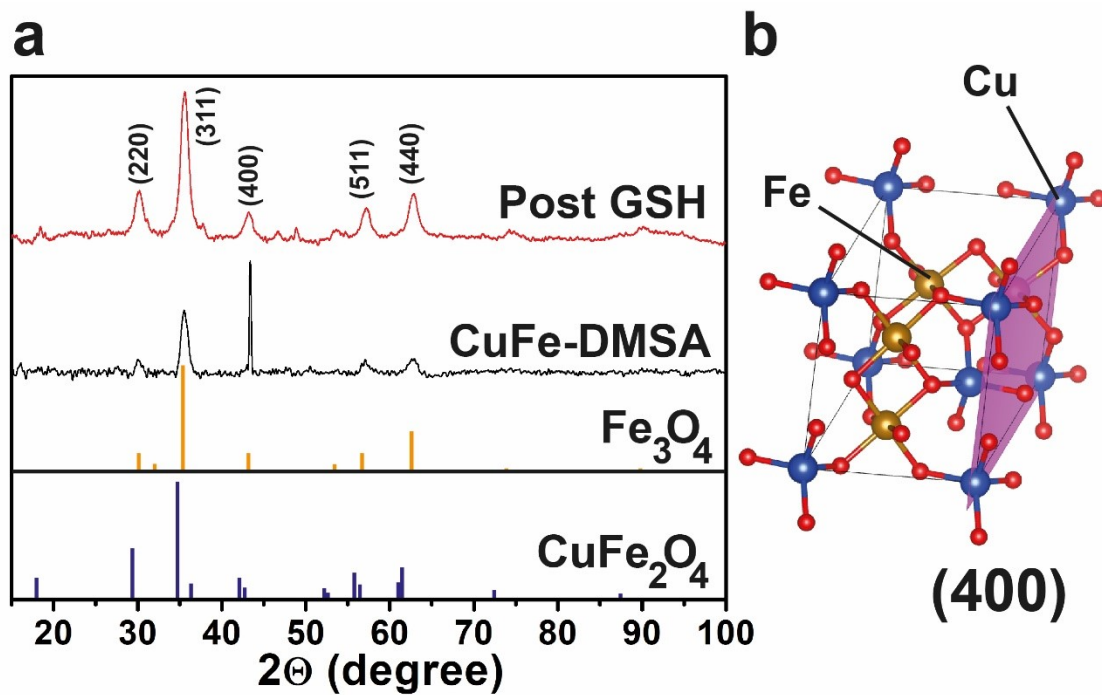 a
(220)
(311)
(400)
(511)
(440)
Post GSH
CuFe-DMSA
Fe₃O₄
CuFe₂O₄
20 30 40 50 60 70 80 90 100
2Θ (degree)
b
Cu
Fe
(400)